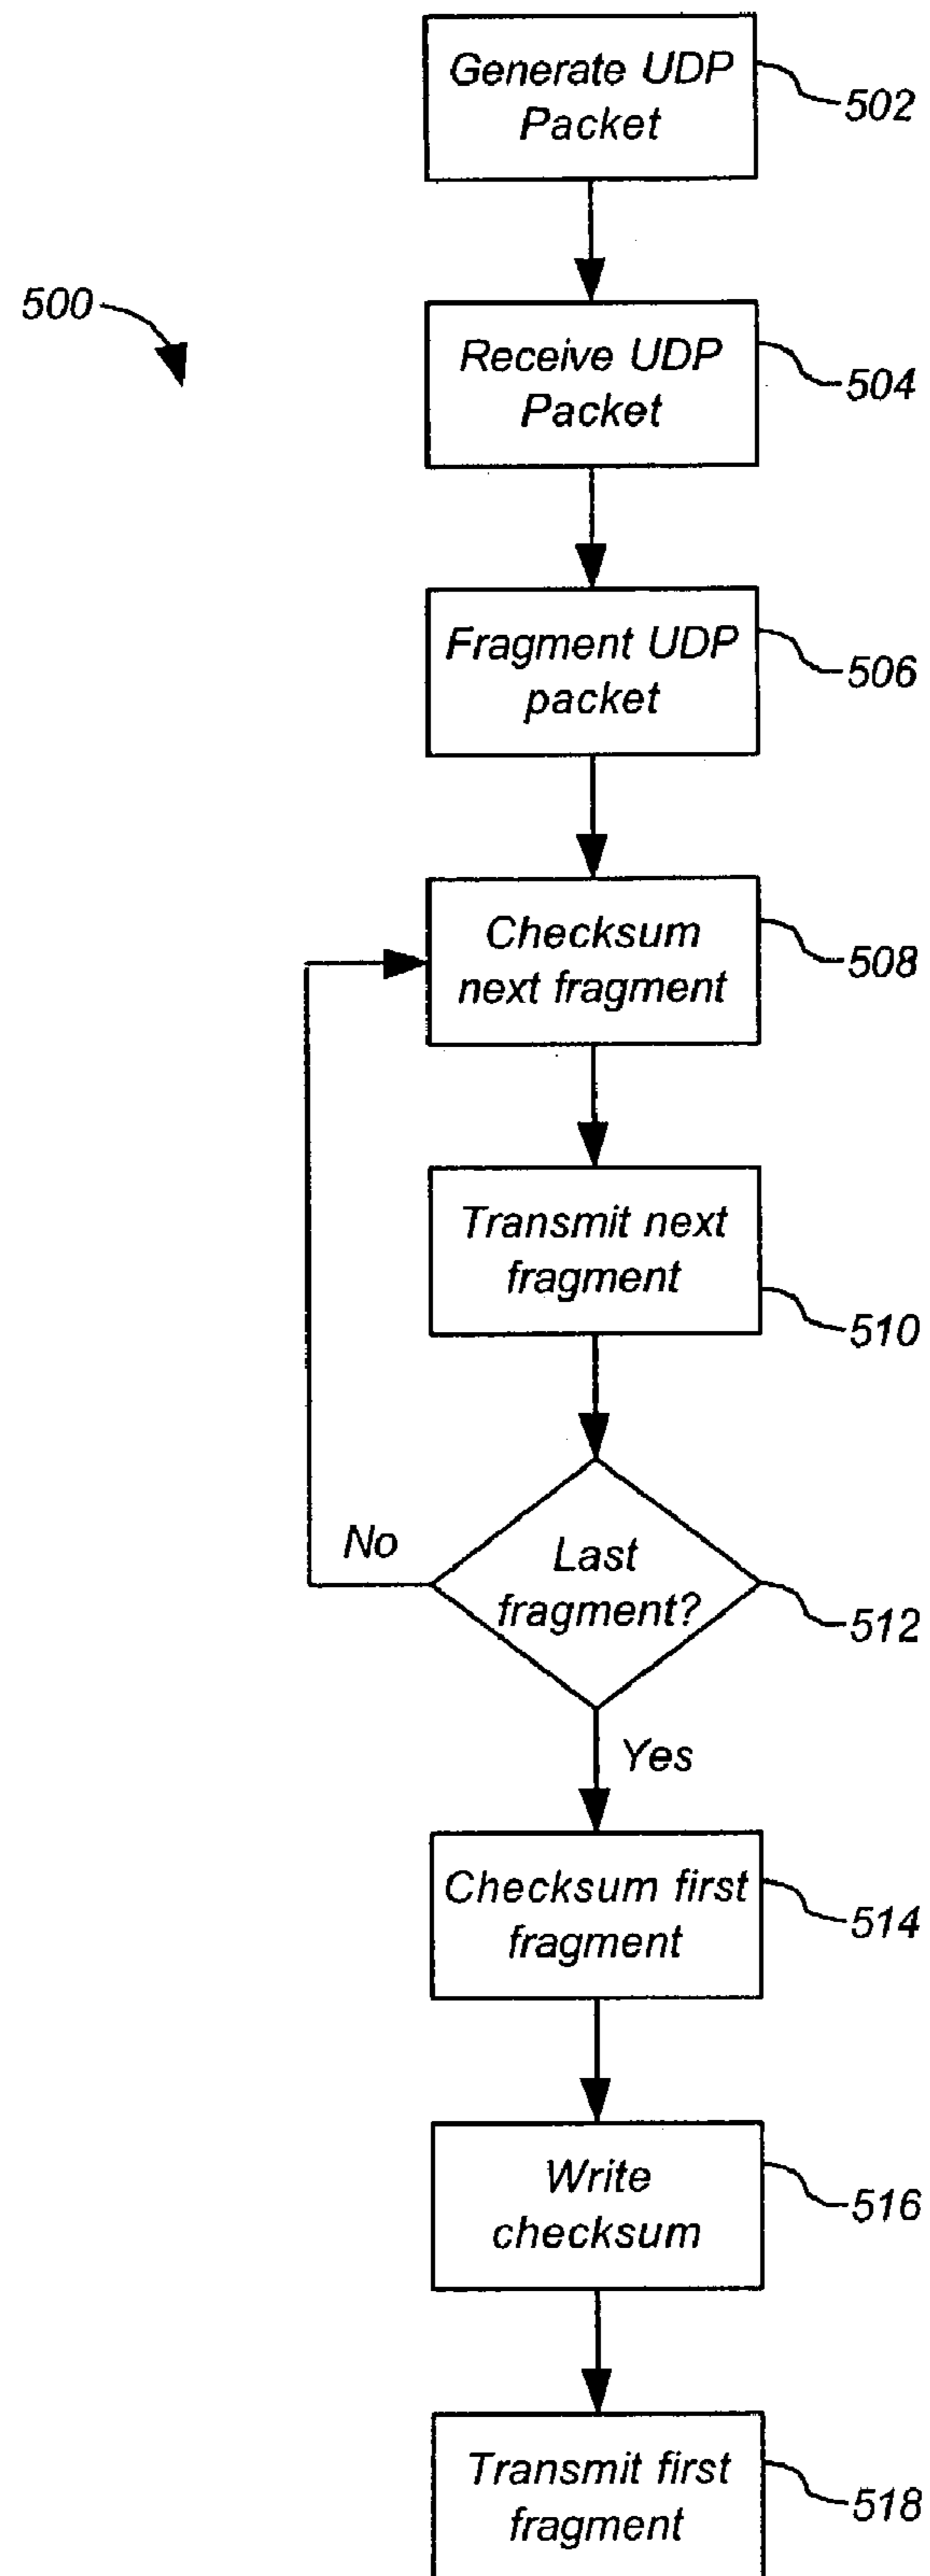 Generate UDP
Packet
502
500
Receive UDP
Packet
504
Fragment UDP
packet
506
Checksum
next fragment
508
Transmit next
fragment
510
Last
fragment?
No
512
Yes
Checksum first
fragment
514
Write
checksum
516
Transmit first
fragment
518